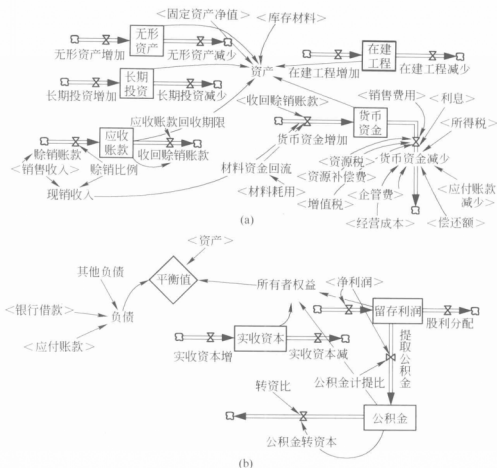 <固定资产净值>
<库存材料>
无形
资产
无形资产增加
无形资产减少
资产
在建
工程
在建工程增加
在建工程减少
长期
投资
长期投资增加
长期投资减少
<收回赊销账款>
<销售费用>
<利息>
应收账款回收期限
货币
资金
货币资金增加
<所得税>
应收
账款
赊销账款
收回赊销账款
<销售收入>
赊销比例
材料资金回流
<资源税>
货币资金减少
<资源补偿费>
现销收入
<材料耗用>
<企管费>
<应付账款
减少>
<增值税>
<经营成本>
<偿还额>
(a)
<资产>
其他负债
平衡值
所有者权益
<净利润>
<银行借款>
负债
留存利润
股利分配
<应付账款>
实收资本
实收资本增
实收资本减
提取公积金
转资比
公积金计提比
公积金
公积金转资本
(b)